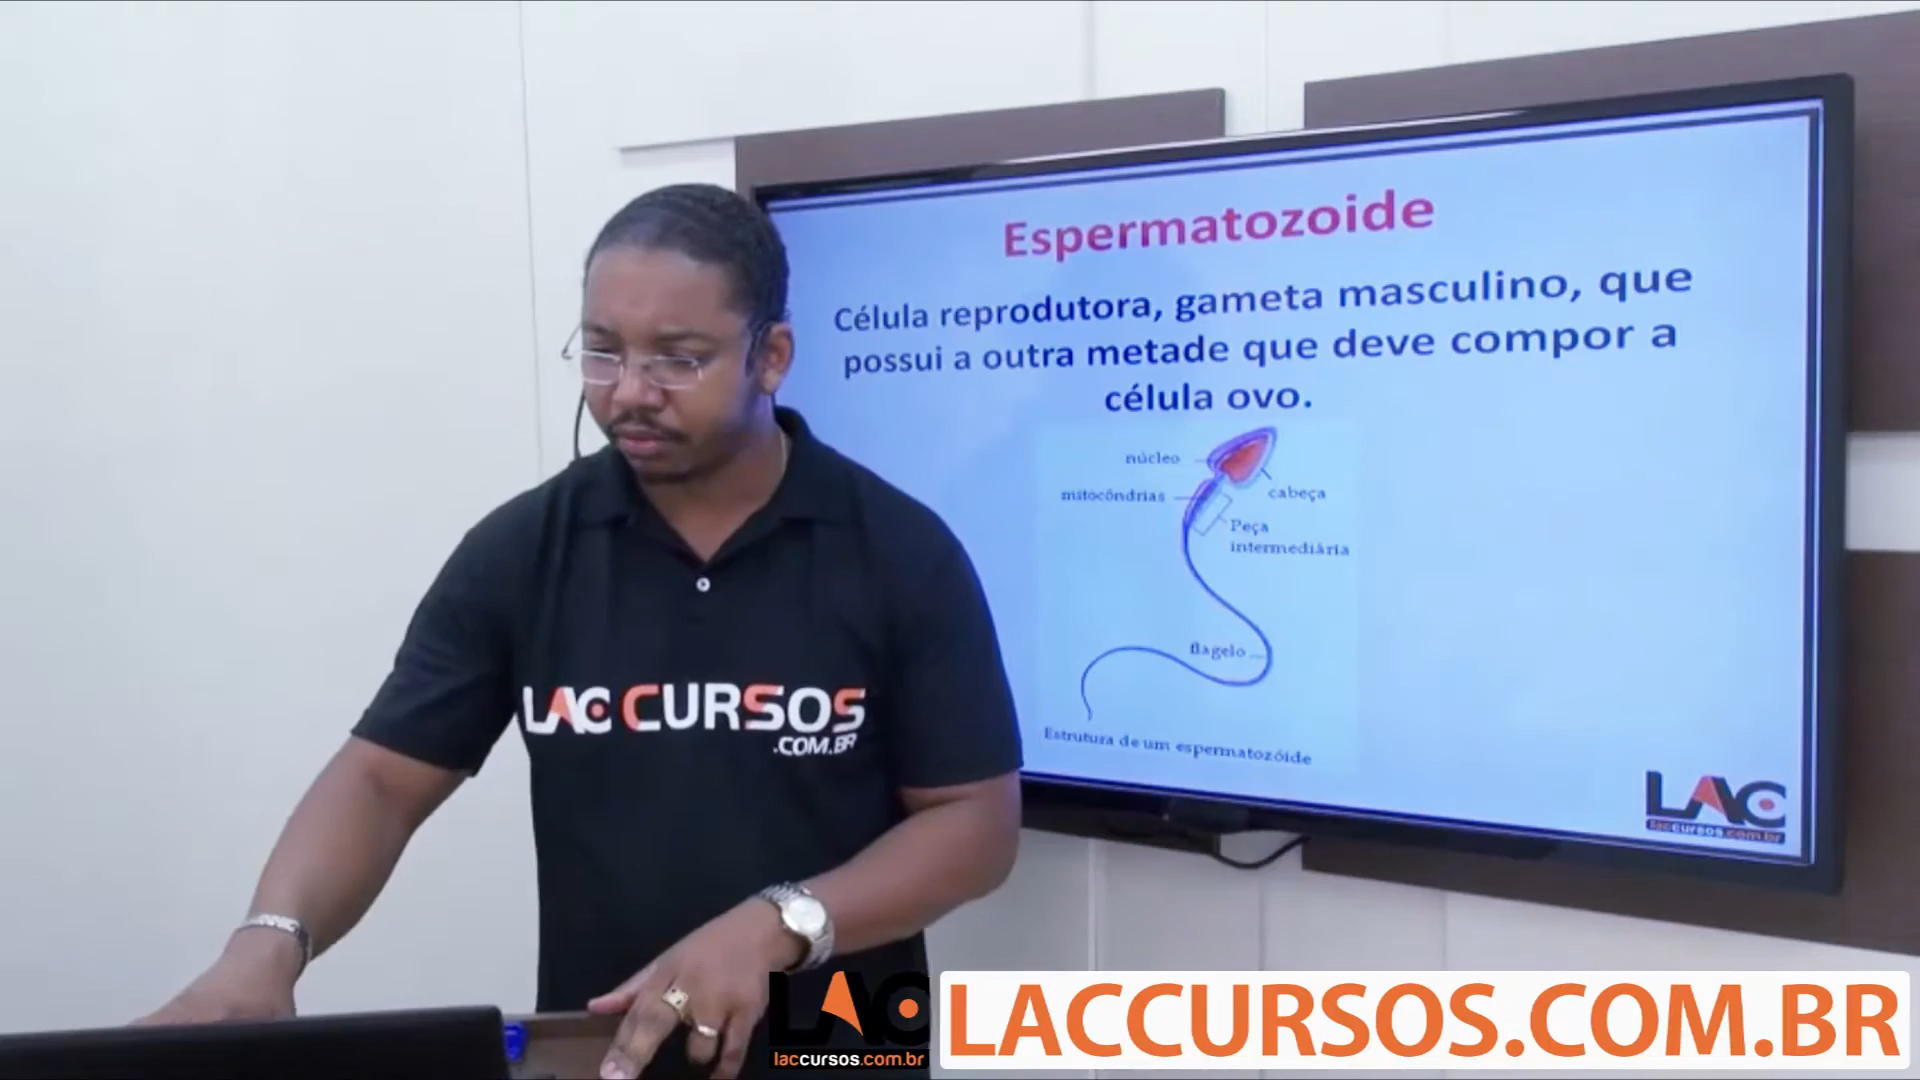 Espermatozoide
Célula reprodutora, gameta masculino, que
possui a outra metade que deve compor a
célula ovo.
núcleo
mitocôndrias
cabeça
Peça
intermediária
flagelo
Estrutura de um espermatozóide
LAC
laccursos.com.br
LAC CURSOS
.COM.BR
LAC
laccursos.com.br
LACCURSOS.COM.BR